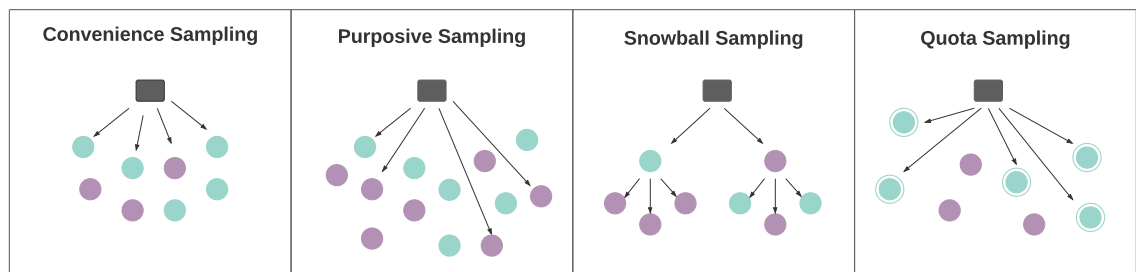 Convenience Sampling
Purposive Sampling
Snowball Sampling
Quota Sampling